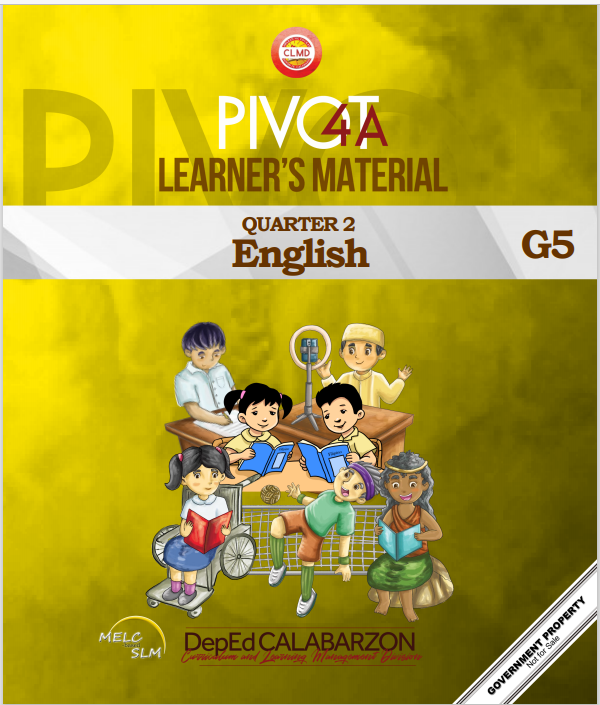 CLMD
PIVOT 4A
LEARNER'S MATERIAL
QUARTER 2
English
G5
MELC
SLM
DepEd CALABARZON
Curriculum and Learning Management Division
GOVERNMENT PROPERTY
Not for Sale